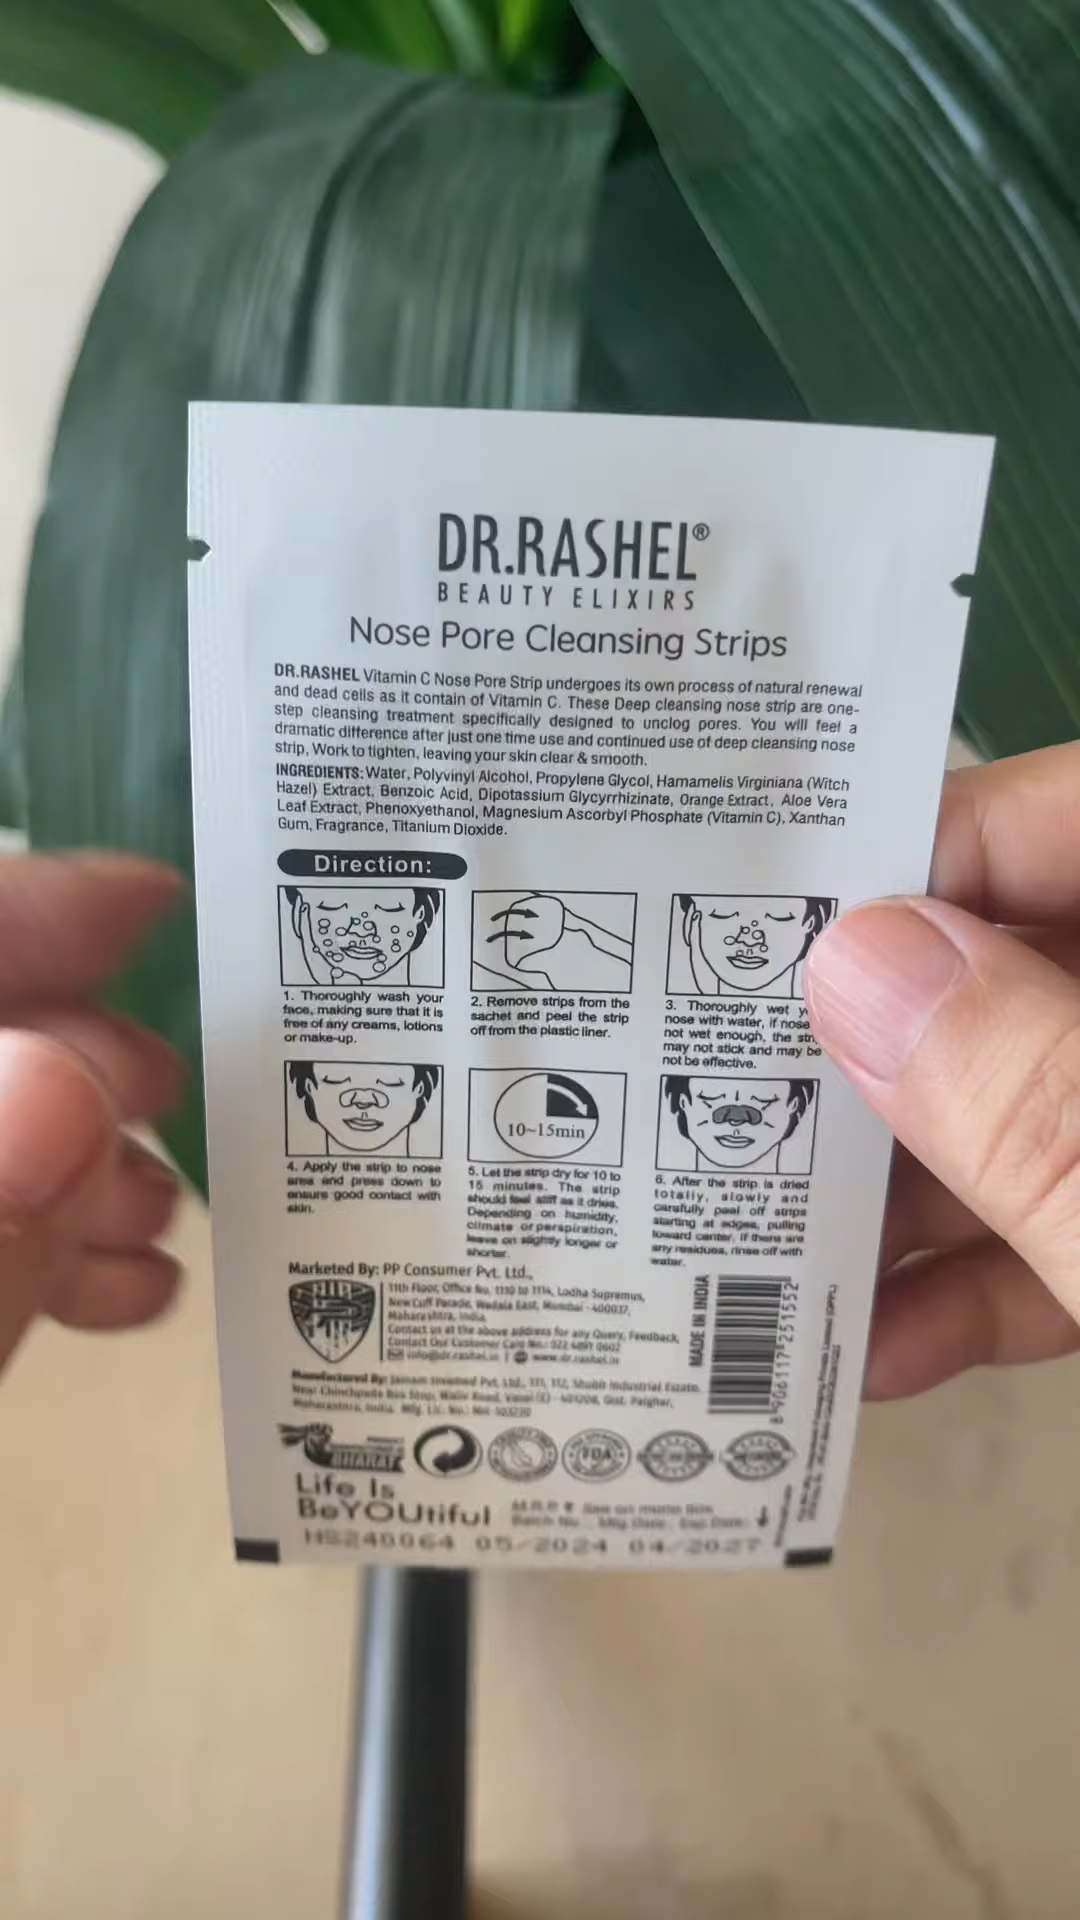 DR.RASHEL®
BEAUTY ELIXIRS
Nose Pore Cleansing Strips
DR.RASHEL Vitamin C Nose Pore Strip undergoes its own process of natural renewal
and dead cells as it contain of Vitamin C. These Deep cleansing nose strip are one-
step cleansing treatment specifically designed to unclog pores. You will feel a
dramatic difference after just one time use and continued use of deep cleansing nose
strip, Work to tighten, leaving your skin clear & smooth.
INGREDIENTS: Water, Polyvinyl Alcohol, Propylene Glycol, Hamamelis Virginiana (Witch
Hazel) Extract, Benzoic Acid, Dipotassium Glycyrrhizinate, Orange Extract, Aloe Vera
Leaf Extract, Phenoxyethanol, Magnesium Ascorbyl Phosphate (Vitamin C), Xanthan
Gum, Fragrance, Titanium Dioxide.
Direction:
1. Thoroughly wash your
face, making sure that it is
free of any creams, lotions
or make-up.
2. Remove strips from the
sachet and peel the strip
off from the plastic liner.
3. Thoroughly wet
nose with water, if nose
not wet enough, the
may not stick and may be
not be effective.
4. Apply the strip to nose
area and press down to
ensure good contact with
skin.
10~15min
5. Let the strip dry for 10 to
15 minutes. The strip
should feel stiff as it dries.
Depending on humidity,
climate or perspiration,
leave on slightly longer or
shorter.
6. After the strip is dried
totally, slowly and
carefully peel off strips
starting at edges, pulling
toward center. If there are
any residues, rinse off with
water.
Marketed By: PP Consumer Pvt. Ltd.,
11th Floor, Office No. 1110 to 1114, Lodha Supremus,
New Cuff Parade, Wadala East, Mumbai - 400037,
Maharashtra, India.
Contact us at the above address for any Query, Feedback,
Contact Our Customer Care No.: 022 4897 0602
info@dr.rashel.in | www.dr.rashel.in
MADE IN INDIA
8 906117 251552
Manufactured By: Pvt. Ltd., 111, 112, Shubh Industrial Estate,
Near Chinchpada Bus Stop, Waliv Road, Vasai (E) - 401208, Dist. Palghar,
Maharashtra, India. Mfg. Lic. No.:
BHARAT
FDA
Life Is
BeYOUtiful
Batch No. Mfg Date Exp Date
HS240064 05/2024 04/2027